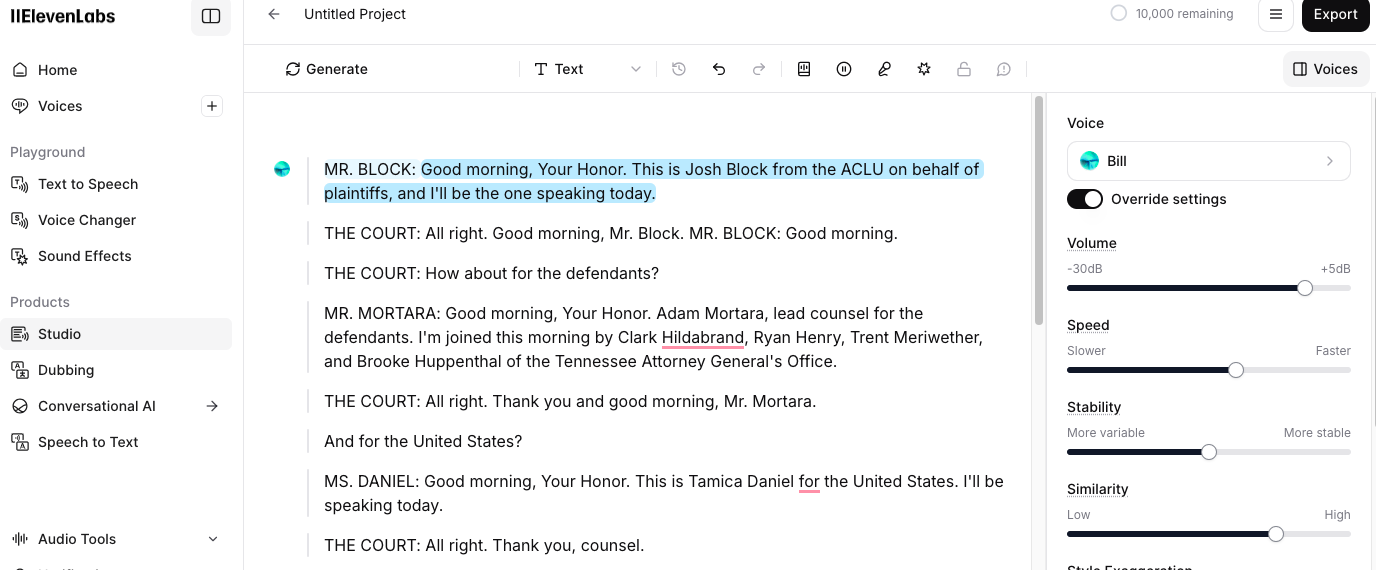 IIElevenLabs
Untitled Project
10,000 remaining
Export
Home
Voices
Playground
Text to Speech
Voice Changer
Sound Effects
Products
Studio
Dubbing
Conversational AI
Speech to Text
Audio Tools
Generate
Text
Voices
MR. BLOCK: Good morning, Your Honor. This is Josh Block from the ACLU on behalf of
plaintiffs, and I'll be the one speaking today.
THE COURT: All right. Good morning, Mr. Block. MR. BLOCK: Good morning.
THE COURT: How about for the defendants?
MR. MORTARA: Good morning, Your Honor. Adam Mortara, lead counsel for the
defendants. I'm joined this morning by Clark Hildabrand, Ryan Henry, Trent Meriwether,
and Brooke Huppenthal of the Tennessee Attorney General's Office.
THE COURT: All right. Thank you and good morning, Mr. Mortara.
And for the United States?
MS. DANIEL: Good morning, Your Honor. This is Tamica Daniel for the United States. I'll be
speaking today.
THE COURT: All right. Thank you, counsel.
Voice
Bill
Override settings
Volume
-30dB +5dB
Speed
Slower Faster
Stability
More variable More stable
Similarity
Low High
Style Exaggeration